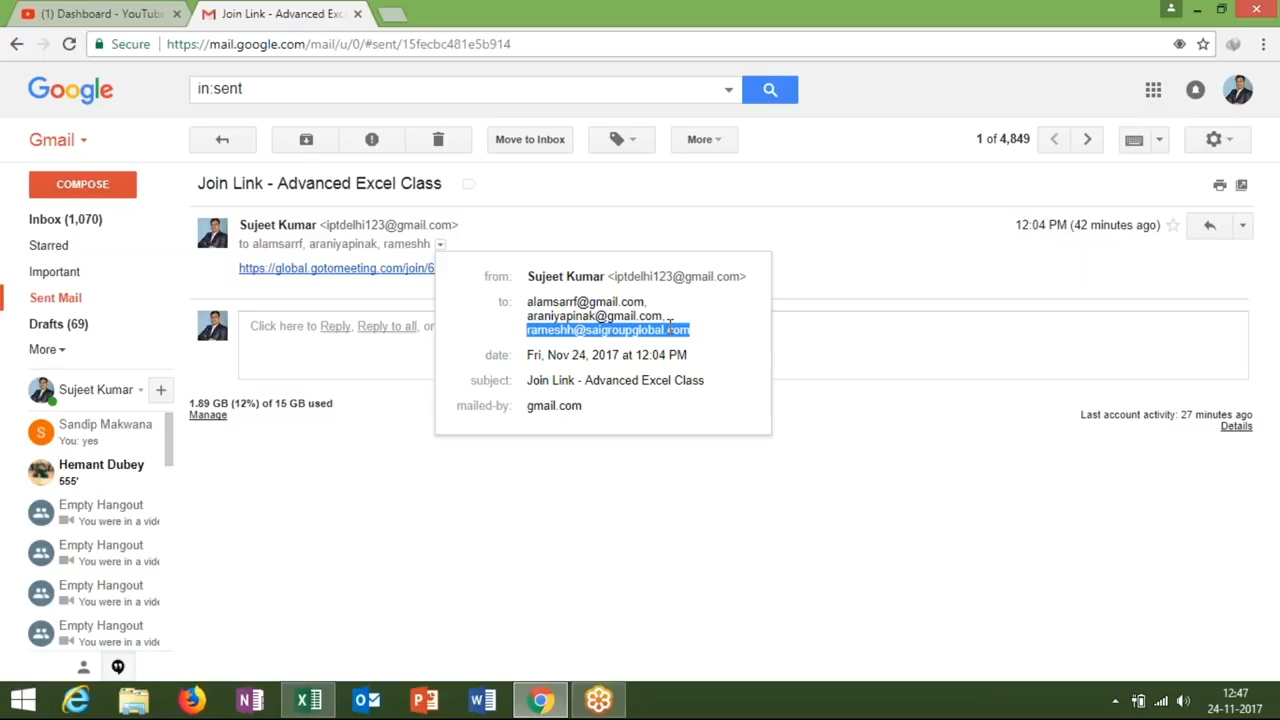 (1) Dashboard - YouTube
Join Link - Advanced Exc
Secure
https://mail.google.com/mail/u/0/#sent/15fecbc481e5b914
Google
in:sent
Gmail
Move to Inbox
More
1 of 4,849
COMPOSE
Join Link - Advanced Excel Class
Inbox (1,070)
Starred
Important
Sent Mail
Drafts (69)
More
Sujeet Kumar <iptdelhi123@gmail.com>
12:04 PM (42 minutes ago)
to alamsarrf, araniyapinak, rameshh
https://global.gotomeeting.com/join/6
from: Sujeet Kumar <iptdelhi123@gmail.com>
to: alamsarrf@gmail.com,
araniyapinak@gmail.com,
rameshh@saigroupglobal.com
date: Fri, Nov 24, 2017 at 12:04 PM
subject: Join Link - Advanced Excel Class
mailed-by: gmail.com
Click here to Reply, Reply to all, or
1.89 GB (12%) of 15 GB used
Manage
Last account activity: 27 minutes ago
Details
Sujeet Kumar
S
Sandip Makwana
You: yes
Hemant Dubey
555'
Empty Hangout
You were in a vide
Empty Hangout
You were in a vide
Empty Hangout
You were in a vide
Empty Hangout
You were in a vide
12:47
24-11-2017